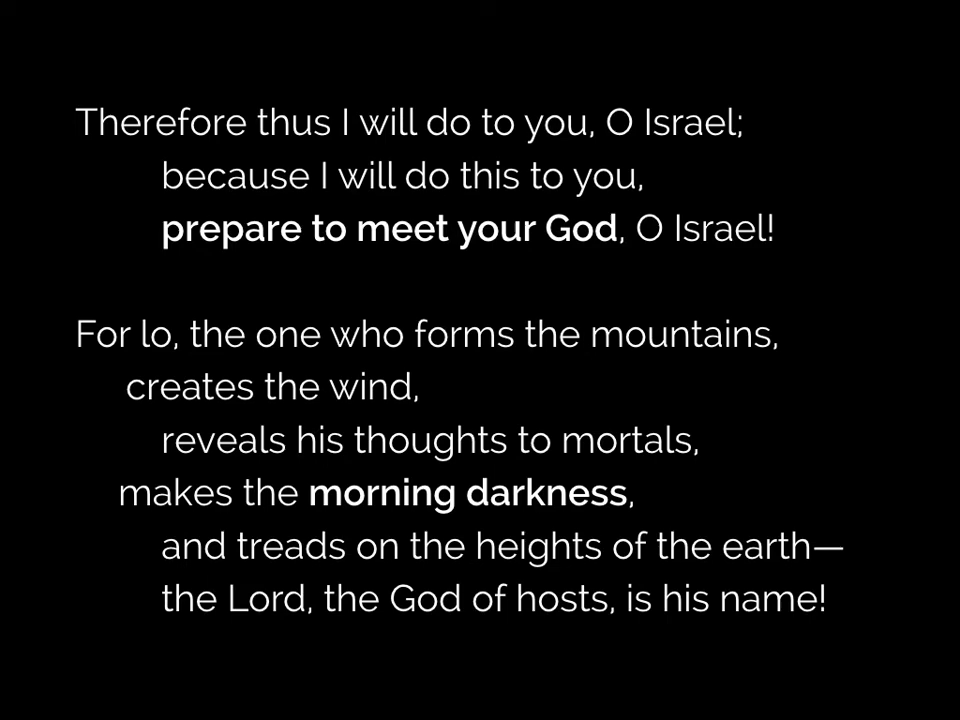 Therefore thus I will do to you, O Israel;
because I will do this to you,
prepare to meet your God, O Israel!
For lo, the one who forms the mountains,
creates the wind,
reveals his thoughts to mortals,
makes the morning darkness,
and treads on the heights of the earth—
the Lord, the God of hosts, is his name!